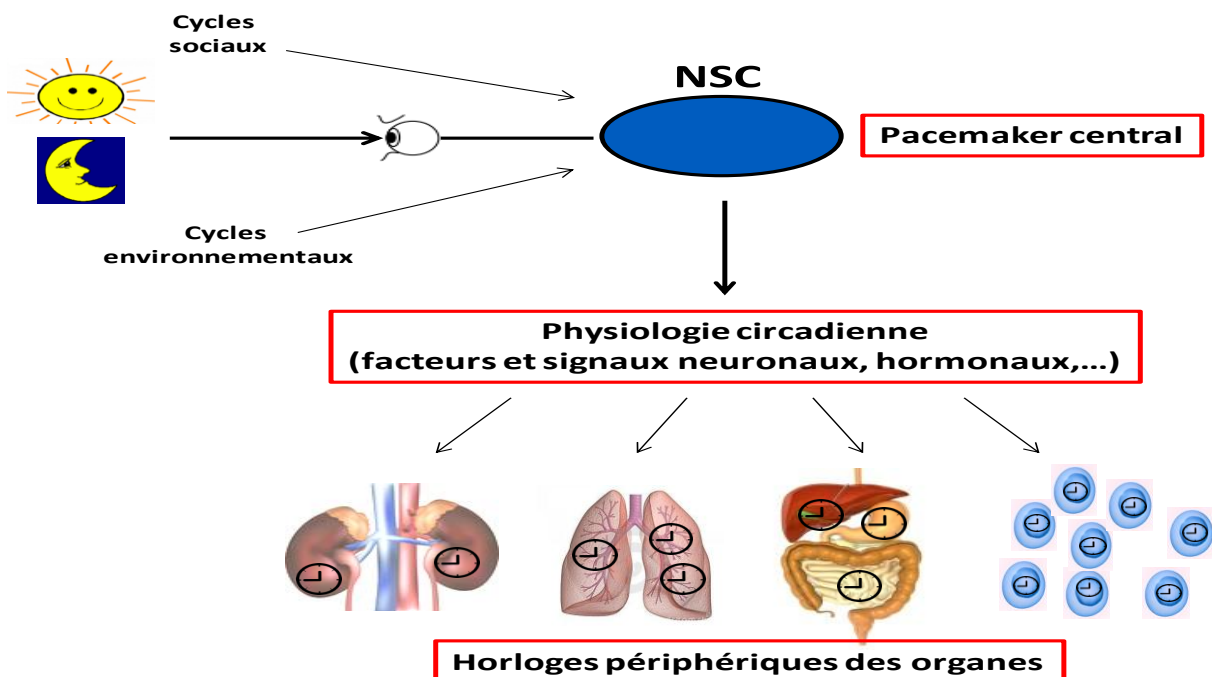 Cycles
sociaux
NSC
Pacemaker central
Cycles
environnementaux
Physiologie circadienne
(facteurs et signaux neuronaux, hormonaux,...)
Horloges périphériques des organes